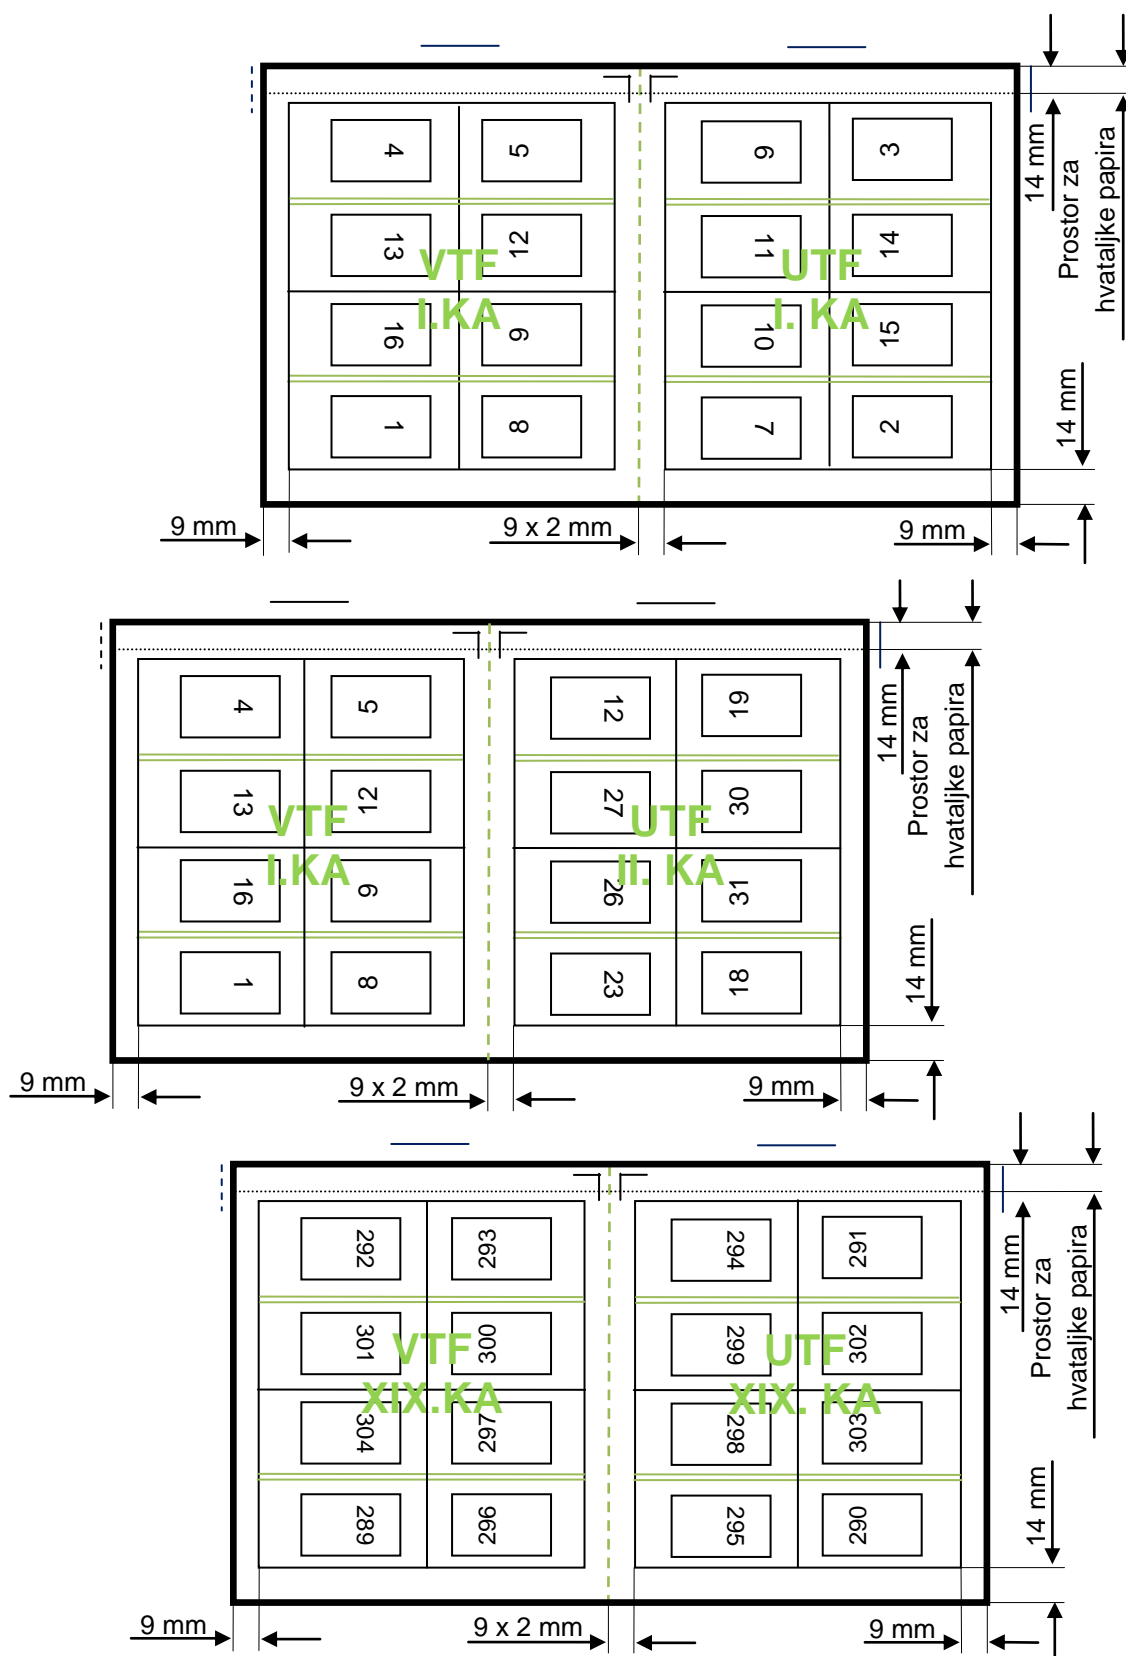 4 5 6 3
13 12 11 14
VTF UTF
I.KA I. KA
16 9 10 15
1 8 7 2
14 mm
Prostor za
hvataljke papira
14 mm
9 mm
9 x 2 mm
9 mm
4 5 12 19
13 12 27 30
VTF UTF
I.KA II. KA
16 9 26 31
1 8 23 18
14 mm
Prostor za
hvataljke papira
14 mm
9 mm
9 x 2 mm
9 mm
292 293 294 291
301 300 299 302
VTF UTF
XIX.KA XIX. KA
304 297 298 303
289 296 295 290
14 mm
Prostor za
hvataljke papira
14 mm
9 mm
9 x 2 mm
9 mm